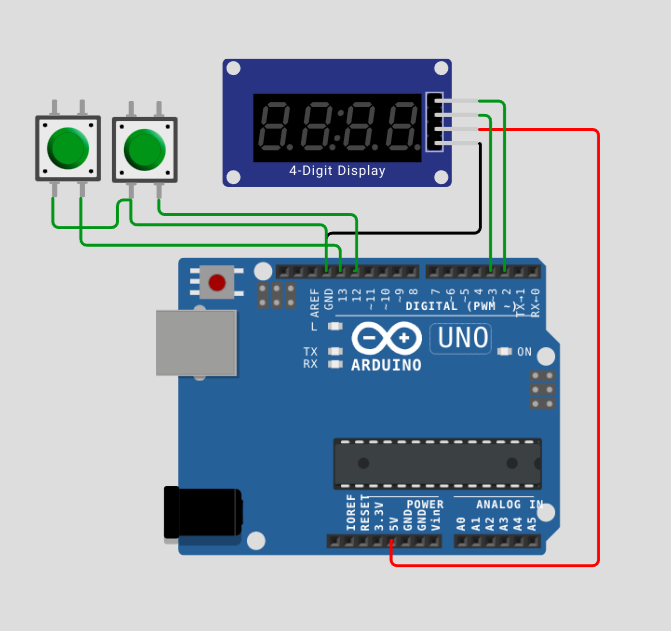 4-Digit Display
AREF
GND
13
12
~11
~10
~9
8
7
~6
~5
4
~3
2
TX→1
RX←0
DIGITAL (PWM ~)
L
TX
RX
UNO
ARDUINO
ON
IOREF
RESET
3.3V
5V
GND
GND
Vin
POWER
ANALOG IN
A0
A1
A2
A3
A4
A5